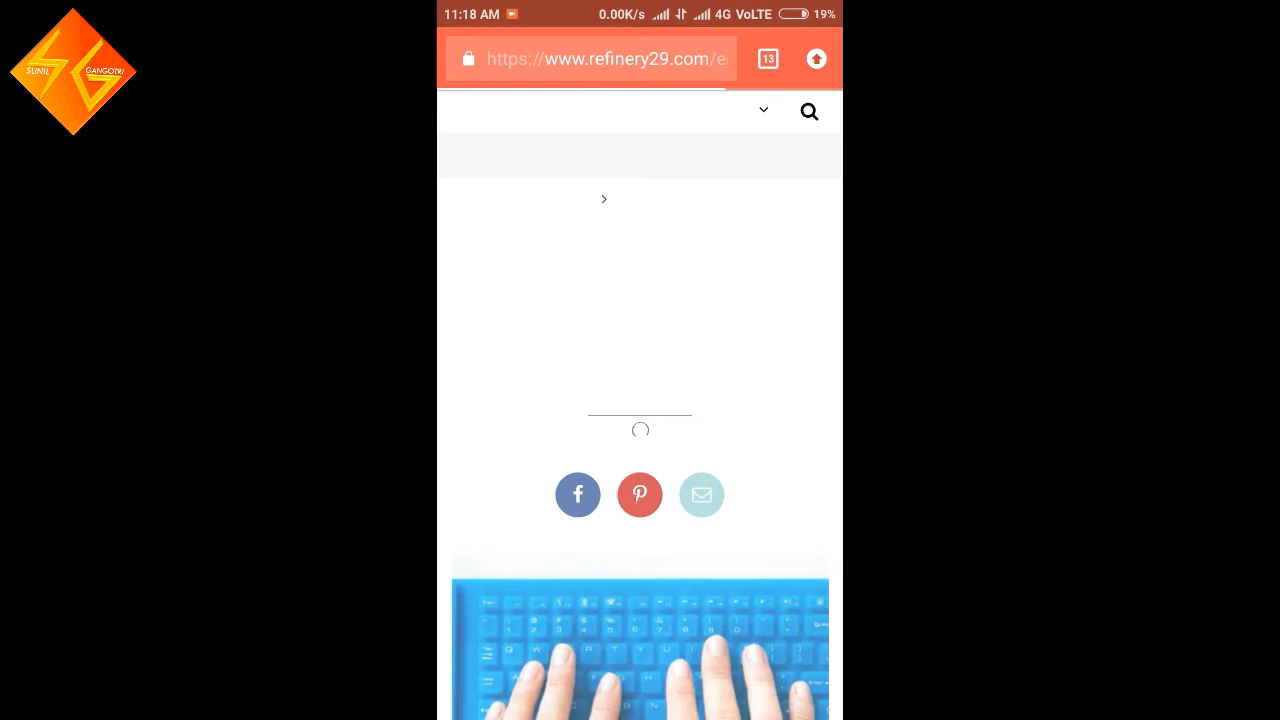 SUNIL
GANGOTRI
11:18 AM
0.00K/s
4G VoLTE
19%
https://www.refinery29.com/e
13
Q W R T Y U I